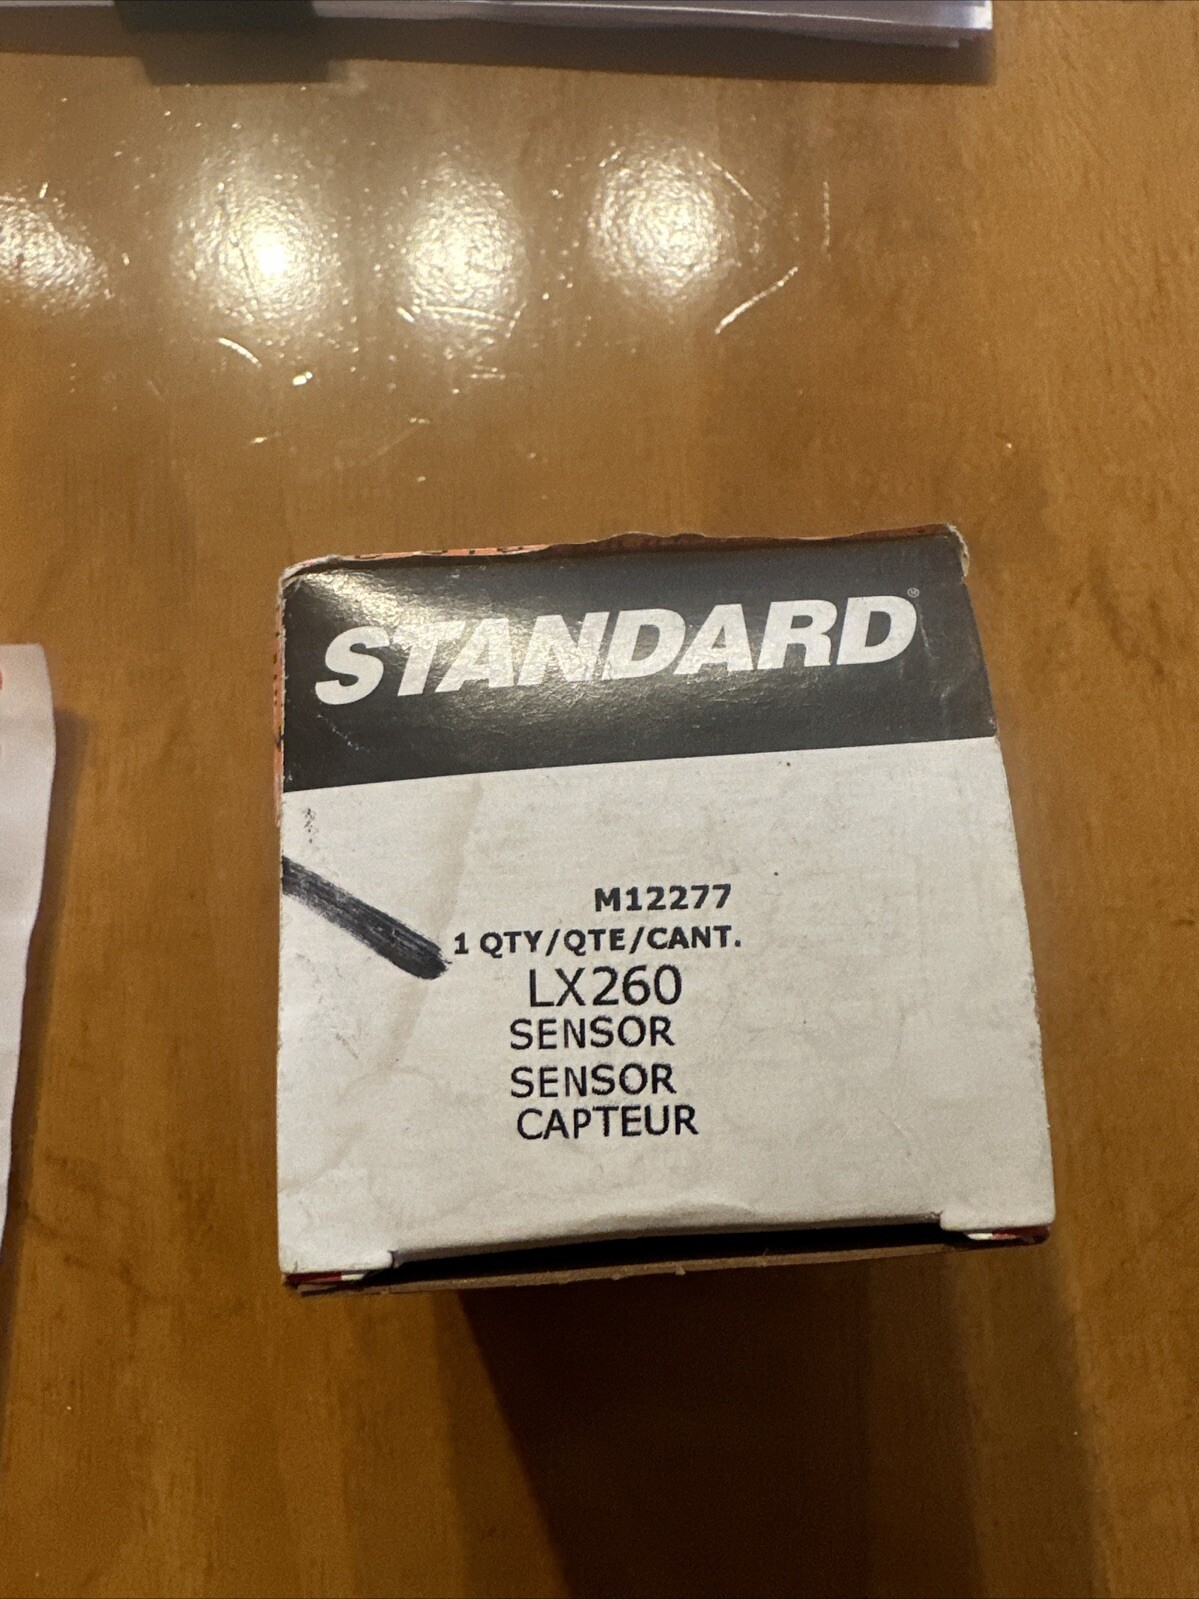 STANDARD®
M12277
1 QTY/QTE/CANT.
LX260
SENSOR
SENSOR
CAPTEUR